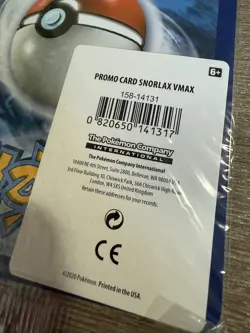 6+
PROMO CARD SNORLAX VMAX
158-14131
0 820650 141317
The Pokémon Company
INTERNATIONAL
The Pokémon Company International
10400 NE 4th Street, Suite 2800, Bellevue, WA 98004 USA
3rd Floor Building 10, Chiswick Park, 566 Chiswick High Road
London, W4 5XS United Kingdom
Retain these addresses for your records.
CE
©2020 Pokémon. Printed in the USA.